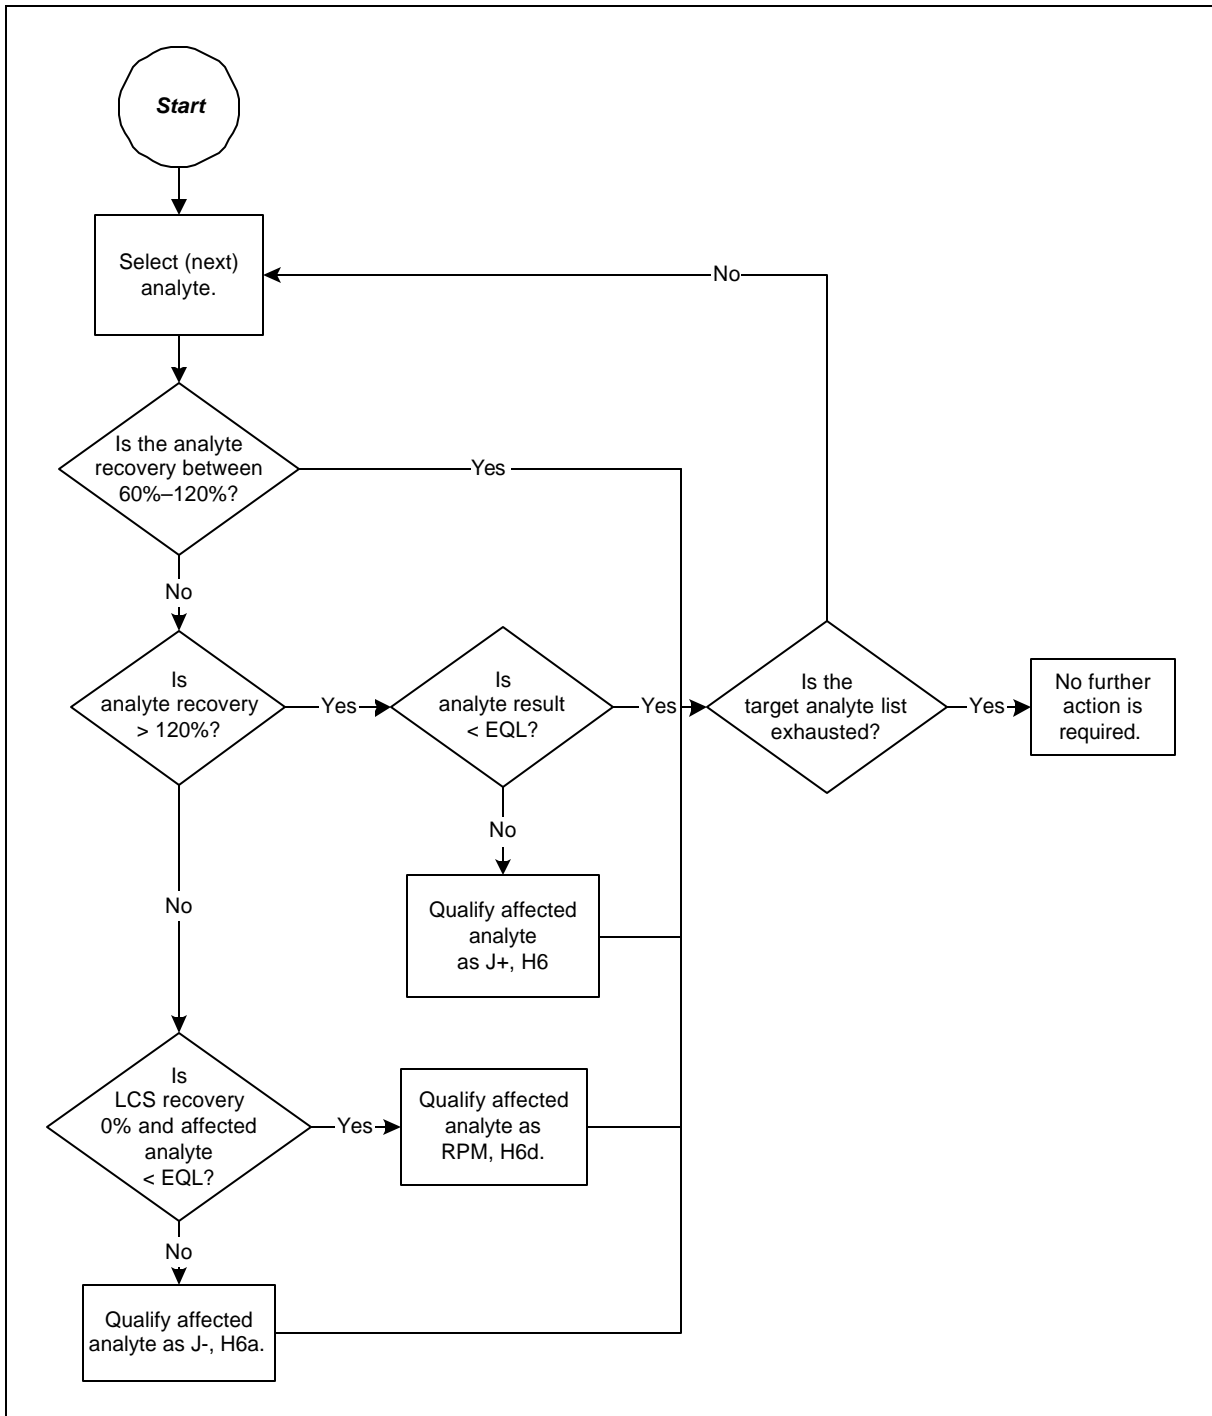 Start
Select (next)
analyte.
No
Is the analyte
recovery between
60%–120%?
Yes
No
Is
analyte recovery
> 120%?
Yes
Is
analyte result
< EQL?
Yes
Is the
target analyte list
exhausted?
Yes
No further
action is
required.
No
Qualify affected
analyte
as J+, H6
No
Is
LCS recovery
0% and affected
analyte
< EQL?
Yes
Qualify affected
analyte as
RPM, H6d.
No
Qualify affected
analyte as J-, H6a.